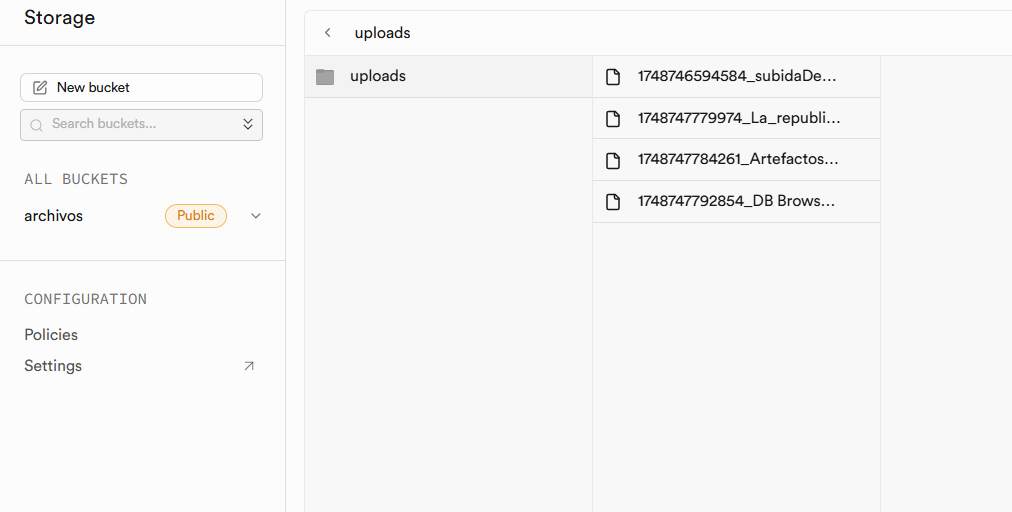 Storage
New bucket
Search buckets...
ALL BUCKETS
archivos
Public
CONFIGURATION
Policies
Settings
uploads
uploads
1748746594584_subidaDe...
1748747779974_La_republi...
1748747784261_Artefactos...
1748747792854_DB Brows...